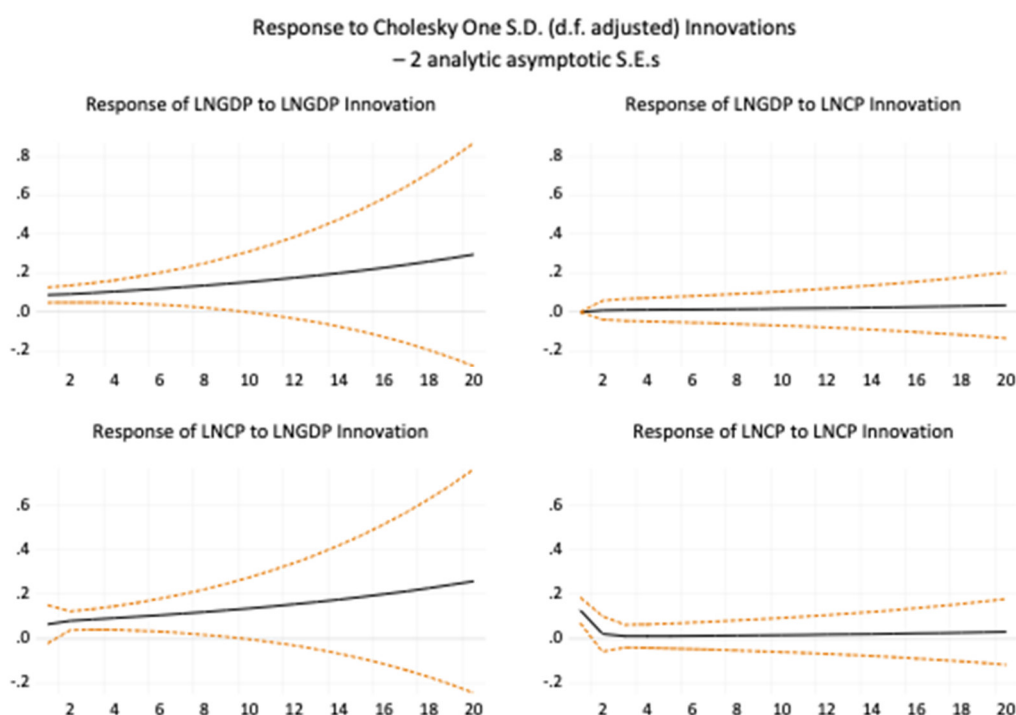 Response to Cholesky One S.D. (d.f. adjusted) Innovations
– 2 analytic asymptotic S.E.s
Response of LNGDP to LNGDP Innovation
.8
.6
.4
.2
.0
-.2
2 4 6 8 10 12 14 16 18 20
Response of LNGDP to LNCP Innovation
.8
.6
.4
.2
.0
-.2
2 4 6 8 10 12 14 16 18 20
Response of LNCP to LNGDP Innovation
.6
.4
.2
.0
-.2
2 4 6 8 10 12 14 16 18 20
Response of LNCP to LNCP Innovation
.6
.4
.2
.0
-.2
2 4 6 8 10 12 14 16 18 20